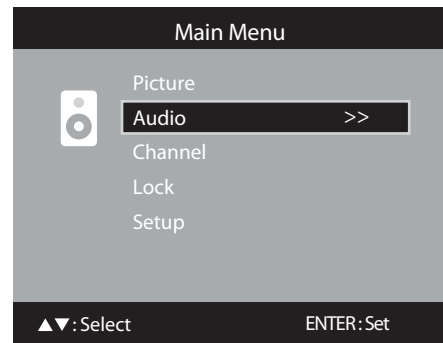 Main Menu
Picture
Audio >>
Channel
Lock
Setup
▲▼: Select ENTER: Set